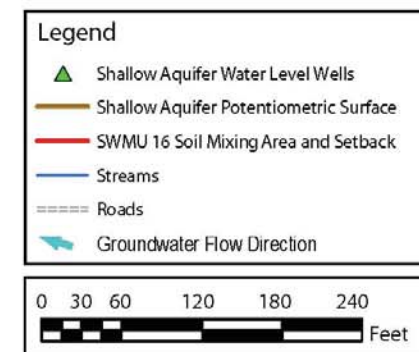 Legend
Shallow Aquifer Water Level Wells
Shallow Aquifer Potentiometric Surface
SWMU 16 Soil Mixing Area and Setback
Streams
Roads
Groundwater Flow Direction
0 30 60 120 180 240
Feet